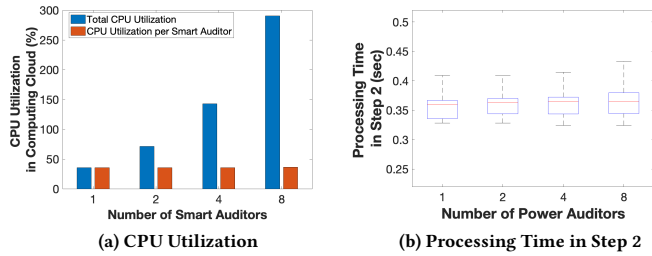 CPU Utilization
in Computing Cloud (%)
300
250
200
150
100
50
0
Total CPU Utilization
CPU Utilization per Smart Auditor
1 2 4 8
Number of Smart Auditors
(a) CPU Utilization
Processing Time
in Step 2 (sec)
0.5
0.45
0.4
0.35
0.3
0.25
1 2 4 8
Number of Power Auditors
(b) Processing Time in Step 2